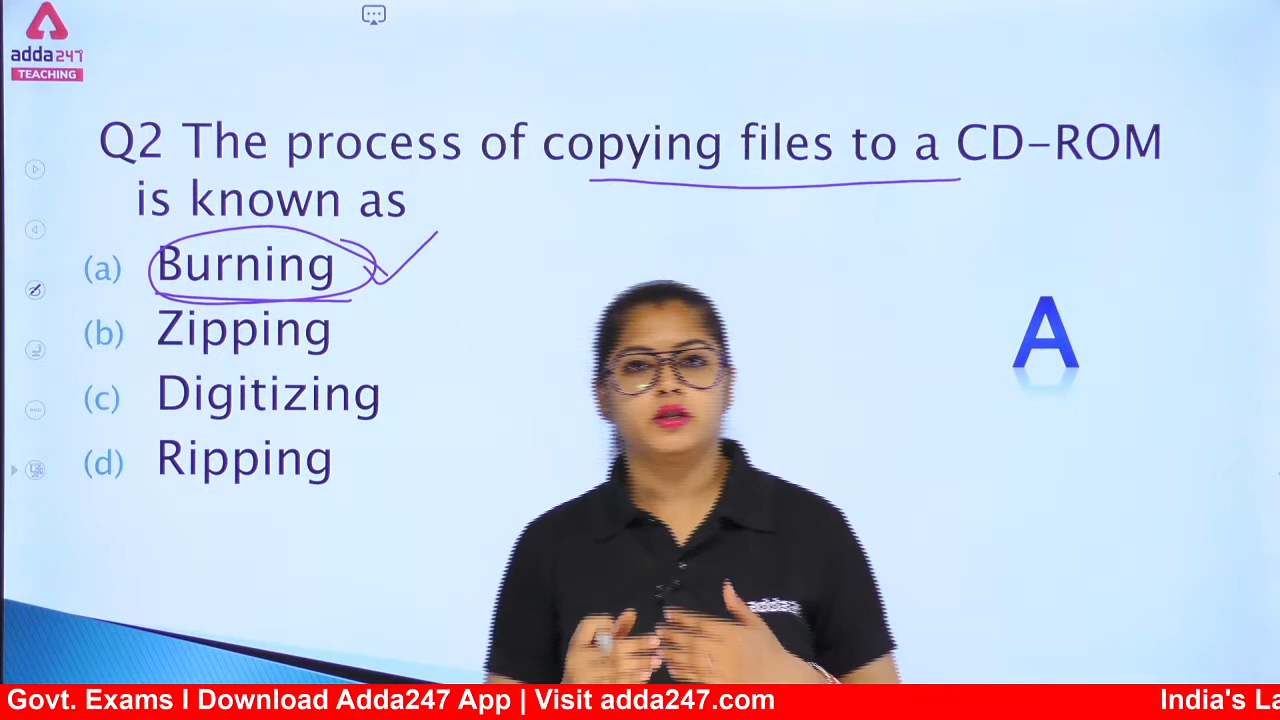 adda247
TEACHING
Q2 The process of copying files to a CD-ROM
is known as
(a) Burning
(b) Zipping
(c) Digitizing
(d) Ripping
A
adda247
Govt. Exams I Download Adda247 App | Visit adda247.com
India's La